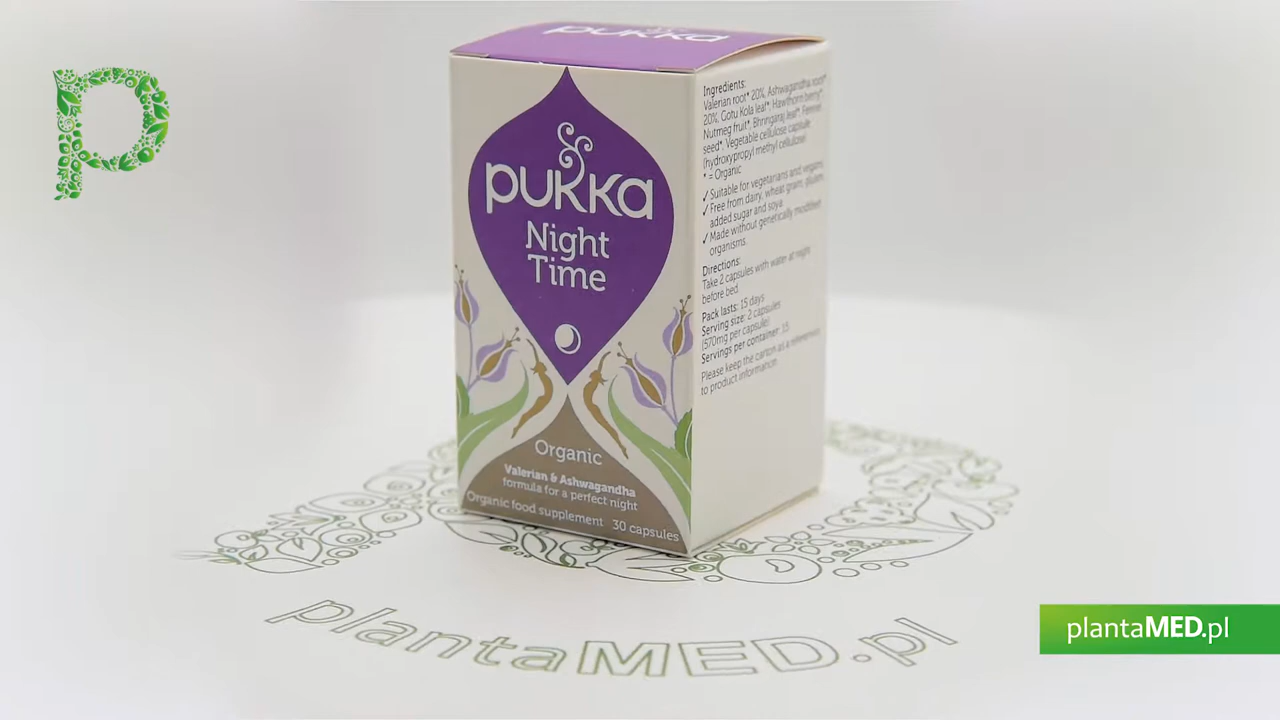 pukka
pukka
Night
Time
Organic
Valerian & Ashwagandha
formula for a perfect night
Organic food supplement 30 capsules
Ingredients:
Valerian root* 20%, Ashwagandha root*
20%, Gotu Kola leaf*, Hawthorn berry*,
Nutmeg fruit*, Bhringaraj leaf*, Fennel
seed*, Vegetable cellulose capsule
(hydroxypropyl methyl cellulose)
* = Organic
✓ Suitable for vegetarians and vegans
✓ Free from dairy, wheat grain, gluten,
added sugar and soya
✓ Made without genetically modified
organisms
Directions:
Take 2 capsules with water at night
before bed.
Pack lasts: 15 days
Serving size: 2 capsules
(570mg per capsule)
Servings per container: 15
Please keep the carton as a reference
to product information
plantaMED.pl
plantaMED.pl